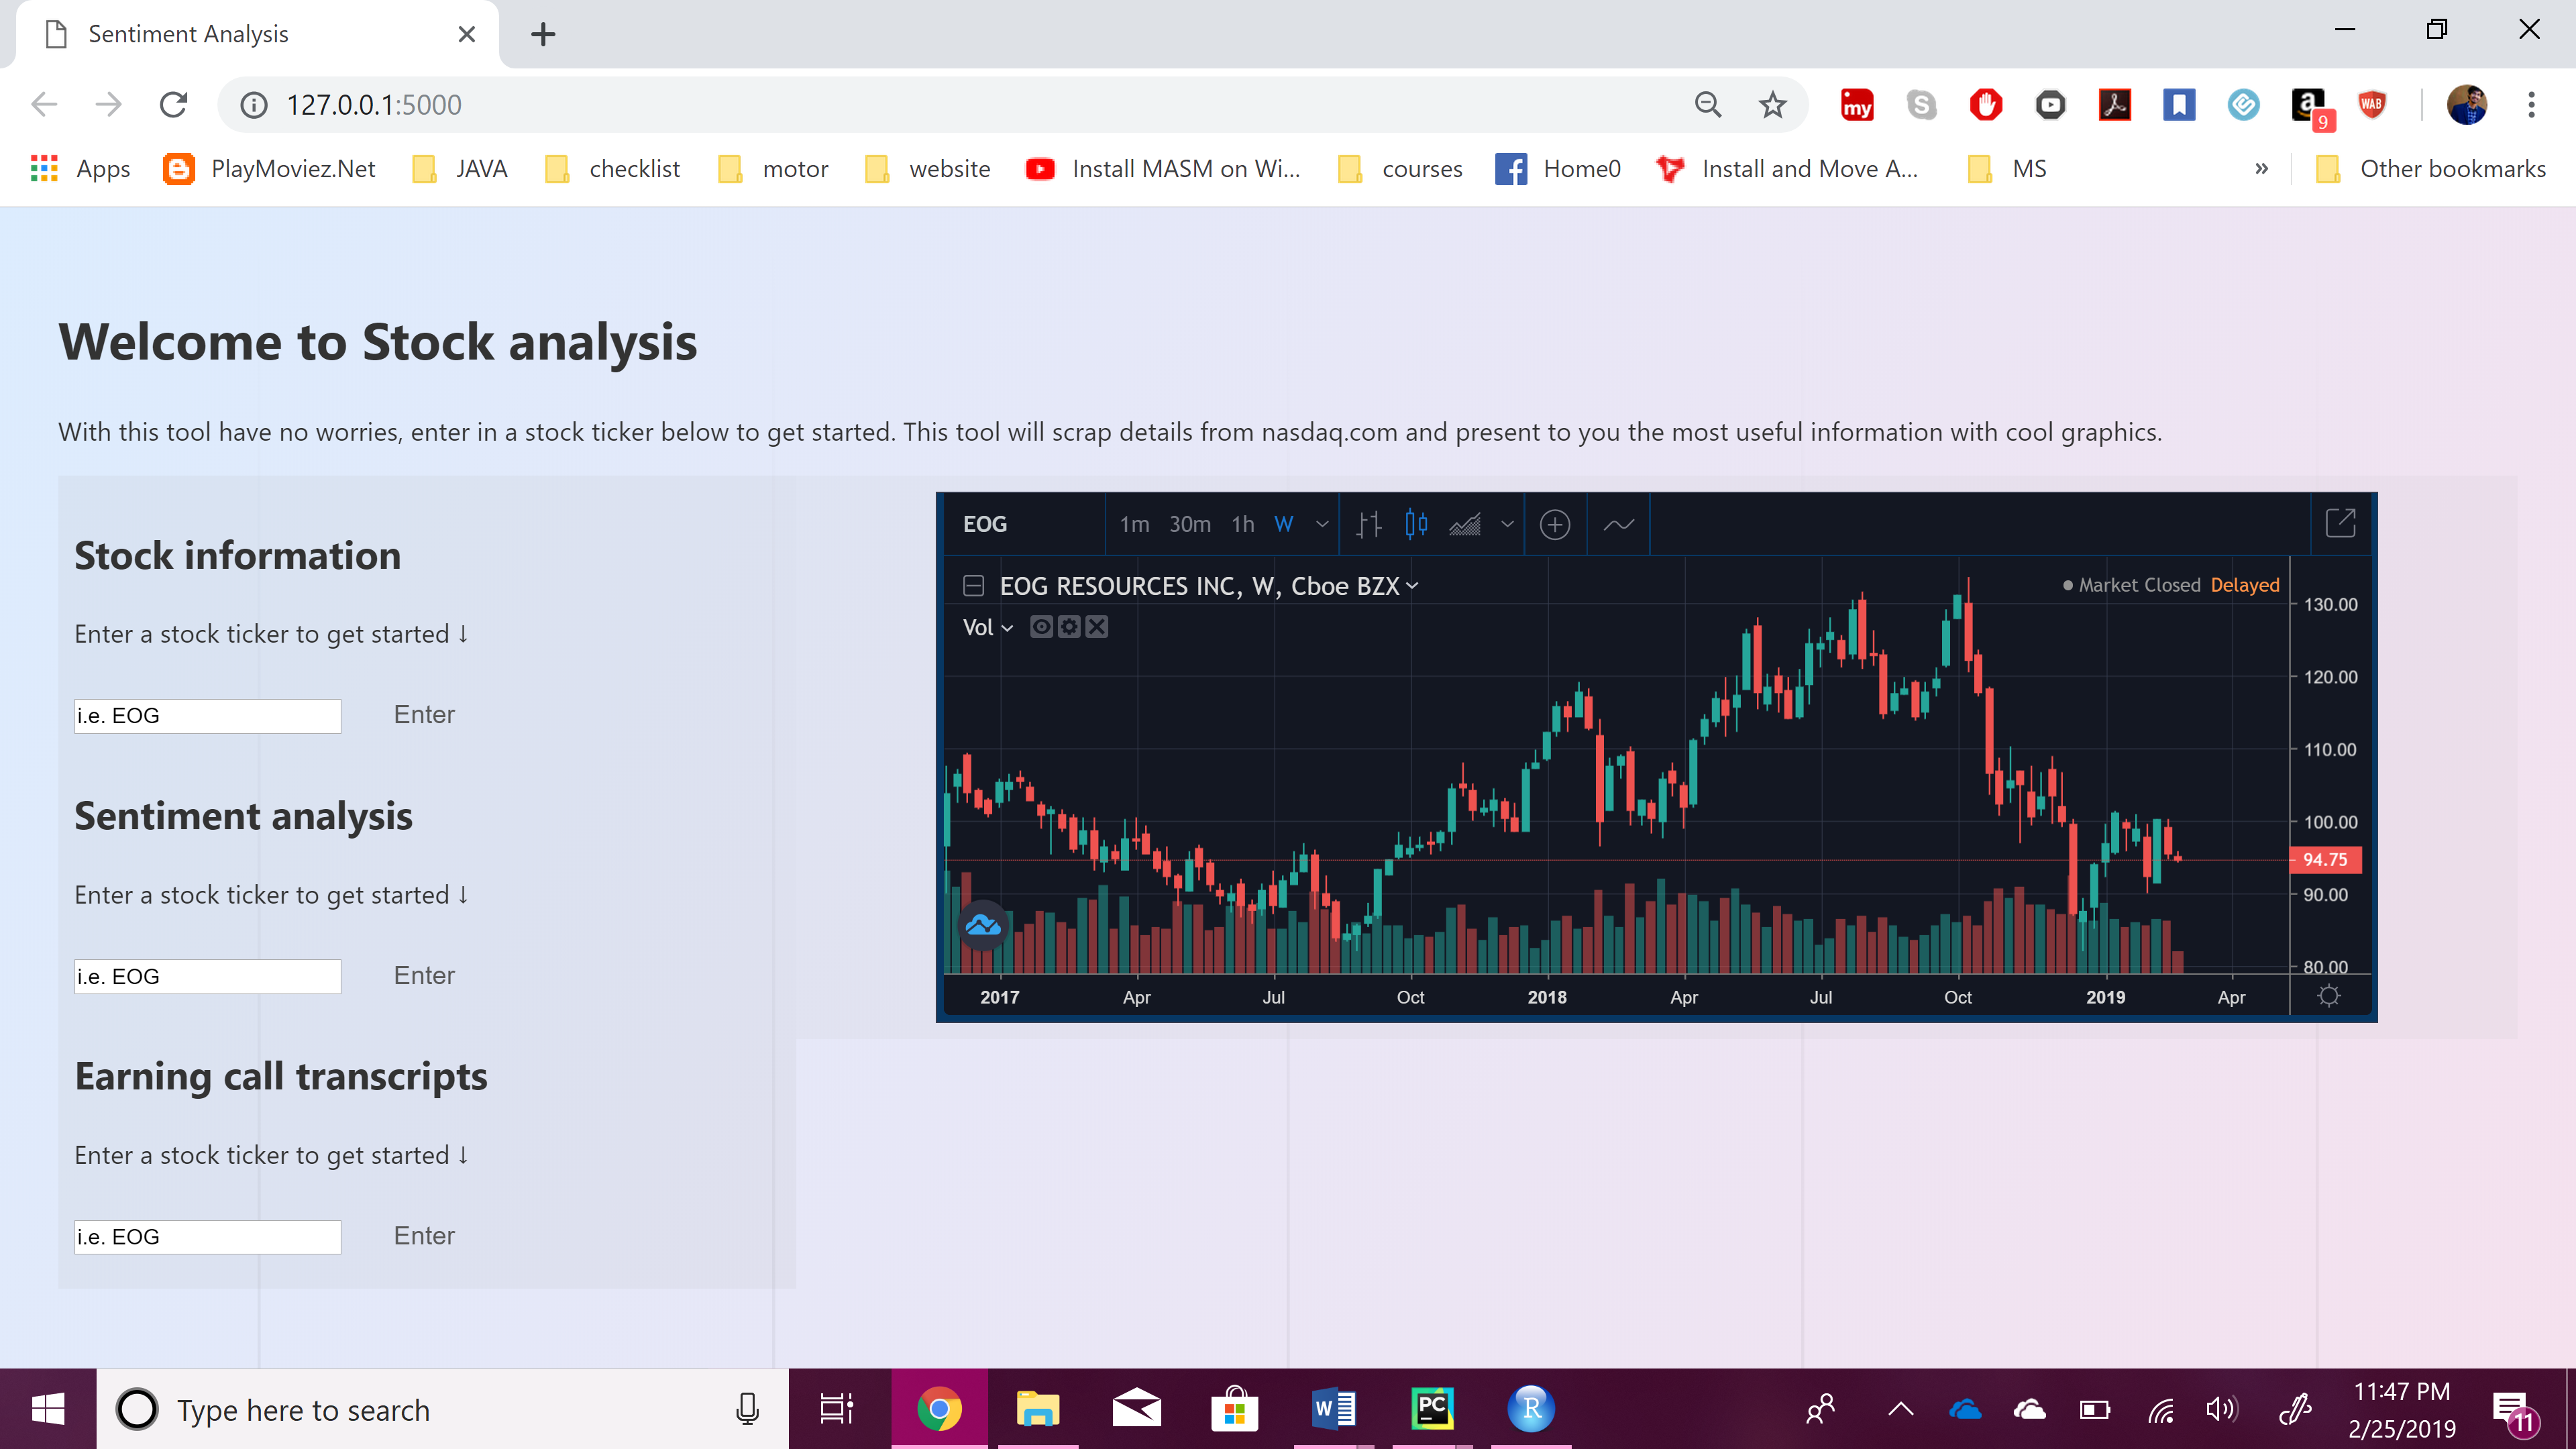 Sentiment Analysis
127.0.0.1:5000
my
S
a
9
WAB
Apps
PlayMoviez.Net
JAVA
checklist
motor
website
Install MASM on Wi...
courses
Home0
Install and Move A...
MS
»
Other bookmarks
Welcome to Stock analysis
With this tool have no worries, enter in a stock ticker below to get started. This tool will scrap details from nasdaq.com and present to you the most useful information with cool graphics.
Stock information
Enter a stock ticker to get started ↓
i.e. EOG Enter
Sentiment analysis
Enter a stock ticker to get started ↓
i.e. EOG Enter
Earning call transcripts
Enter a stock ticker to get started ↓
i.e. EOG Enter
EOG 1m 30m 1h W
EOG RESOURCES INC, W, Cboe BZX
Market Closed Delayed
Vol
130.00
120.00
110.00
100.00
94.75
90.00
80.00
2017 Apr Jul Oct 2018 Apr Jul Oct 2019 Apr
Type here to search
W
PC
R
11:47 PM
2/25/2019
11